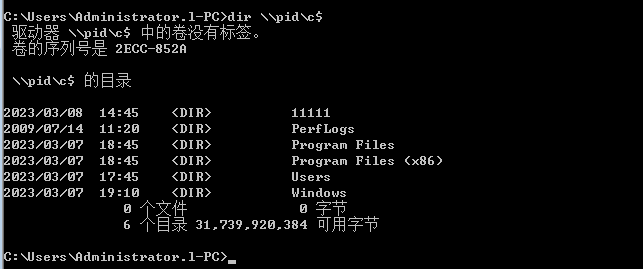 C:\Users\Administrator.l-PC>dir \\pid\c$
驱动器 \\pid\c$ 中的卷没有标签。
卷的序列号是 2ECC-852A
\\pid\c$ 的目录
2023/03/08  14:45    <DIR>          11111
2009/07/14  11:20    <DIR>          PerfLogs
2023/03/07  18:45    <DIR>          Program Files
2023/03/07  18:45    <DIR>          Program Files (x86)
2023/03/07  17:45    <DIR>          Users
2023/03/07  19:10    <DIR>          Windows
0 个文件              0 字节
6 个目录 31,739,920,384 可用字节
C:\Users\Administrator.l-PC>_